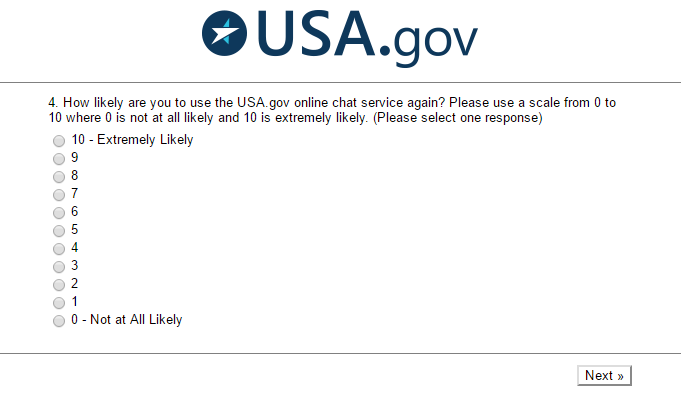 USA.gov
4. How likely are you to use the USA.gov online chat service again? Please use a scale from 0 to
10 where 0 is not at all likely and 10 is extremely likely. (Please select one response)
10 - Extremely Likely
9
8
7
6
5
4
3
2
1
0 - Not at All Likely
Next »